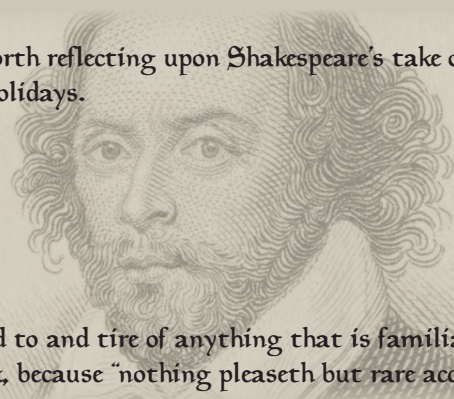 orth reflecting upon Shakespeare's take
olidays.
d to and tire of anything that is familia
, because “nothing pleaseth but rare acc